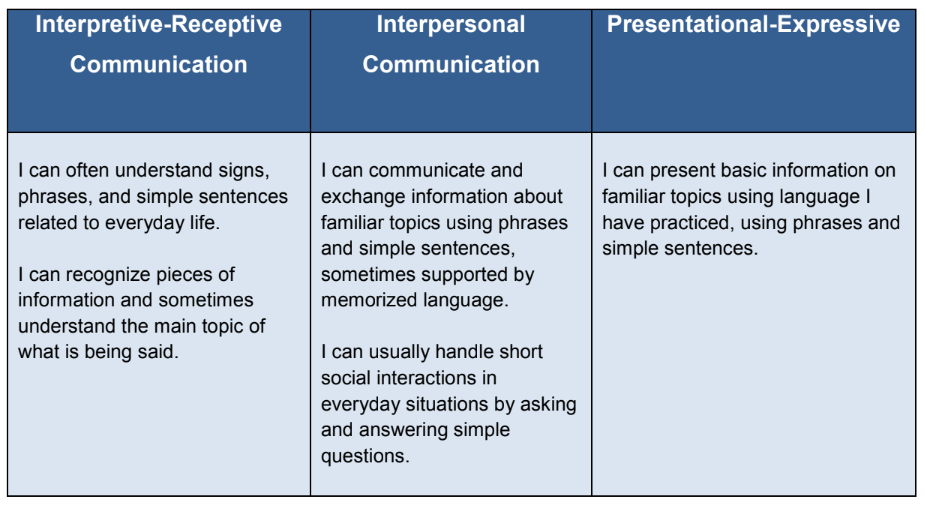 Interpretive-Receptive
Communication
Interpersonal
Communication
Presentational-Expressive
I can often understand signs,
phrases, and simple sentences
related to everyday life.
I can recognize pieces of
information and sometimes
understand the main topic of
what is being said.
I can communicate and
exchange information about
familiar topics using phrases
and simple sentences,
sometimes supported by
memorized language.
I can usually handle short
social interactions in
everyday situations by asking
and answering simple
questions.
I can present basic information on
familiar topics using language I
have practiced, using phrases and
simple sentences.